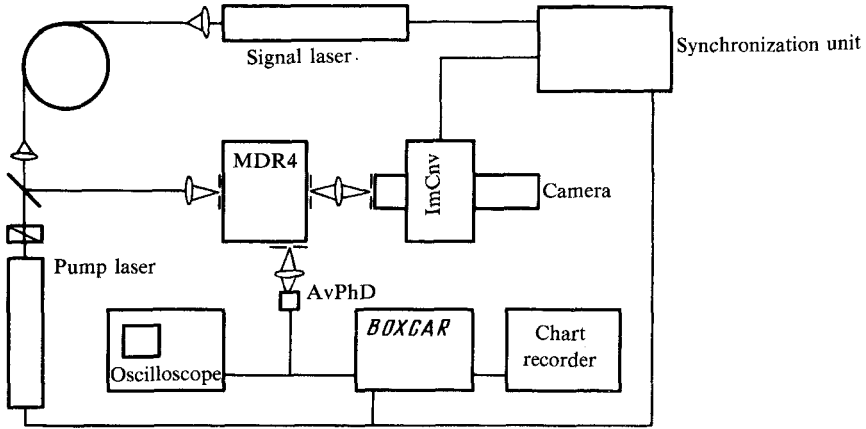 Signal laser
Synchronization unit
MDR4
ImCnv
Camera
Pump laser
AvPhD
Oscilloscope
BOXCAR
Chart
recorder